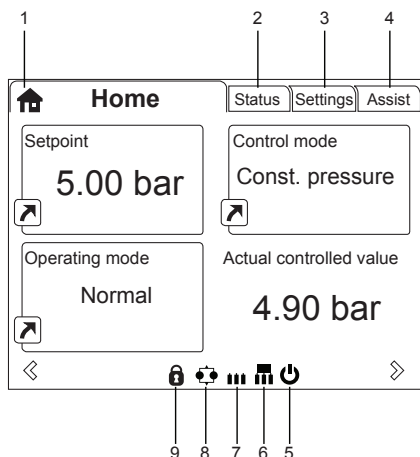 1 2 3 4
Home Status Settings Assist
Setpoint
5.00 bar
Control mode
Const. pressure
Operating mode
Normal
Actual controlled value
4.90 bar
9 8 7 6 5